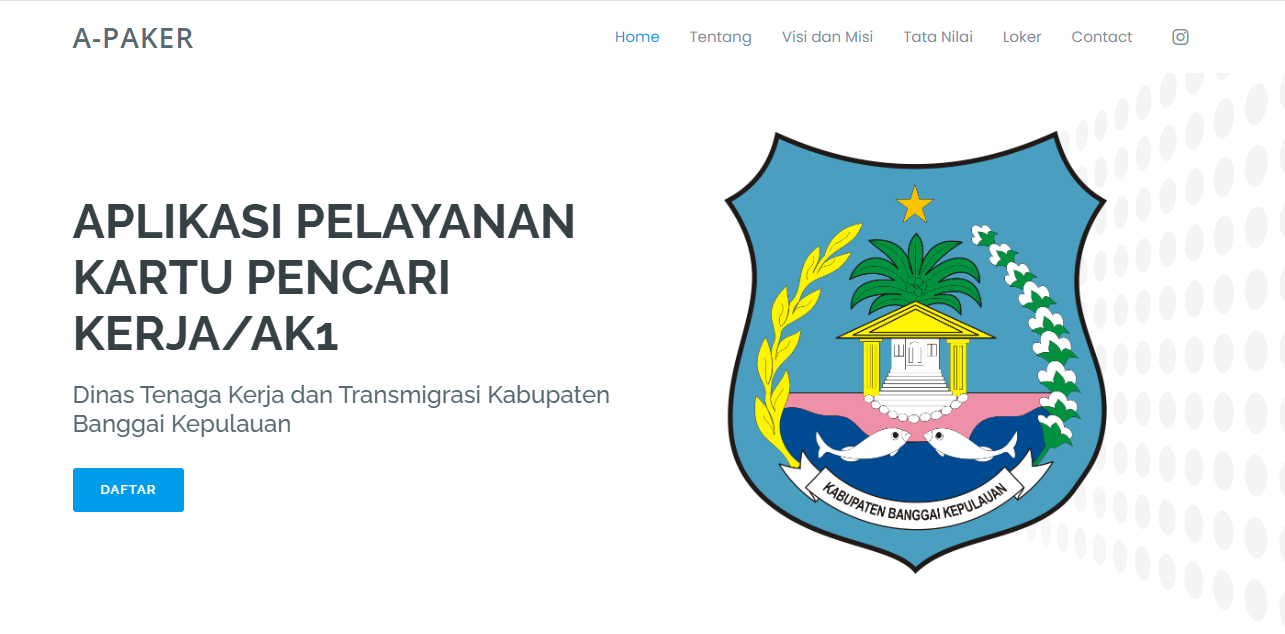 A-PAKER
Home Tentang Visi dan Misi Tata Nilai Loker Contact
APLIKASI PELAYANAN
KARTU PENCARI
KERJA/AK1
Dinas Tenaga Kerja dan Transmigrasi Kabupaten
Banggai Kepulauan
DAFTAR
KABUPATEN BANGGAI KEPULAUAN